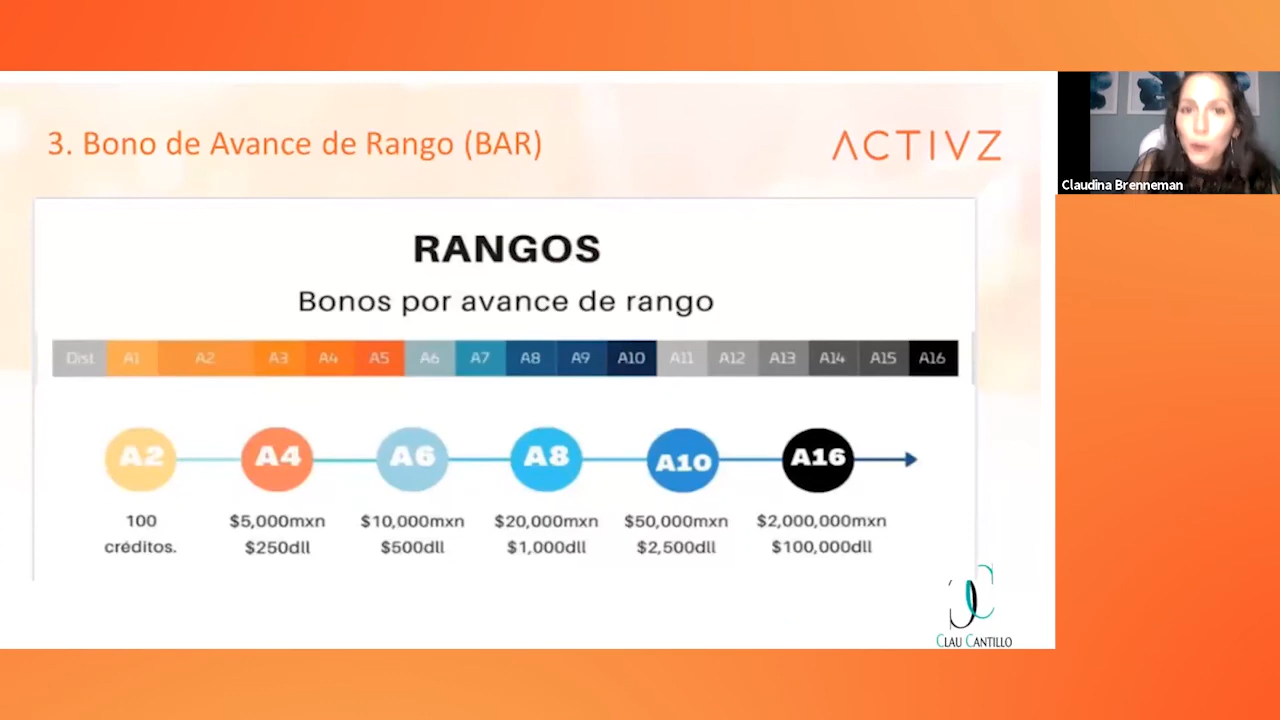 3. Bono de Avance de Rango (BAR)
ACTIVZ
Claudina Brenneman
RANGOS
Bonos por avance de rango
Dist. A1 A2 A3 A4 A5 A6 A7 A8 A9 A10 A11 A12 A13 A14 A15 A16
A2 A4 A6 A8 A10 A16
100 $5,000mxn $10,000mxn $20,000mxn $50,000mxn $2,000,000mxn
créditos. $250dll $500dll $1,000dll $2,500dll $100,000dll
CLAU CANTILLO